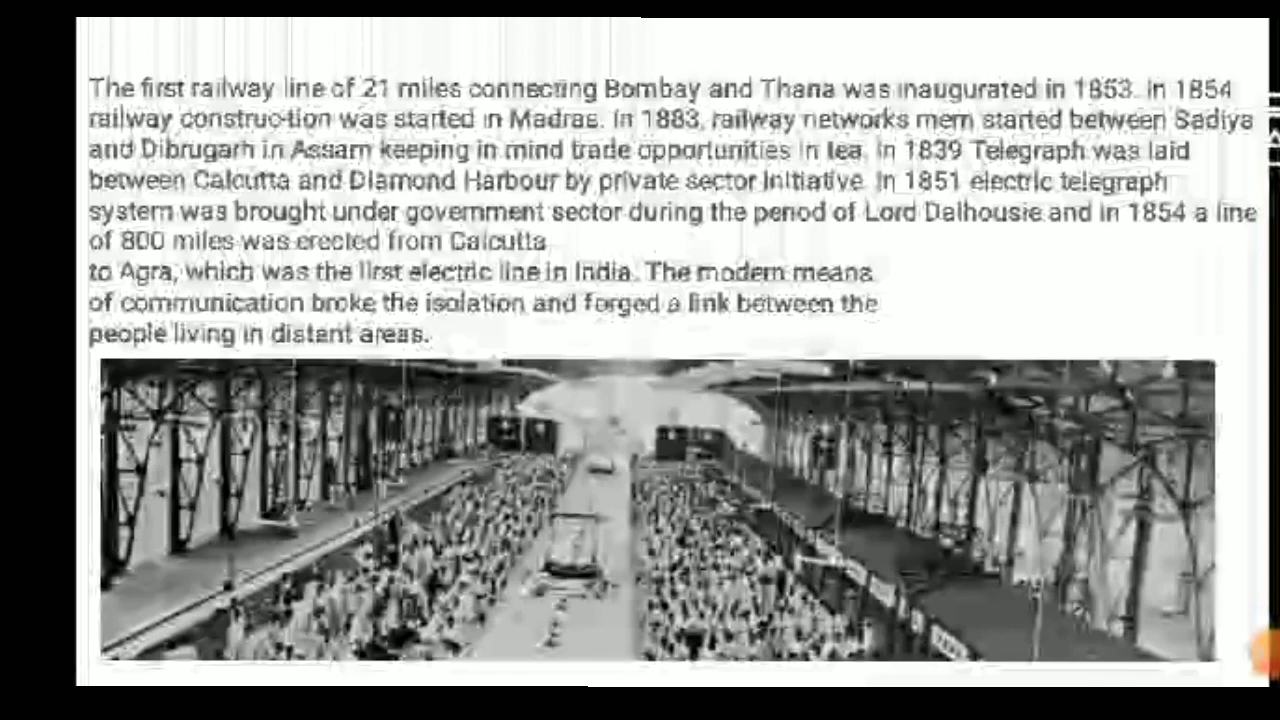 The first railway line of 21 miles connecting Bombay and Thana was inaugurated in 1853. In 1854
railway construc-tion was started in Madras. In 1883, railway networks mem started between Sadiya
and Dibrugarh in Assam keeping in mind trade opportunities in tea. In 1839 Telegraph was laid
between Calcutta and Diamond Harbour by private sector initiative. In 1851 electric telegraph
system was brought under government sector during the period of Lord Dalhousie and in 1854 a line
of 800 miles was erected from Calcutta
to Agra, which was the first electric line in India. The modem means
of communication broke the isolation and forged a link between the
people living in distant areas.